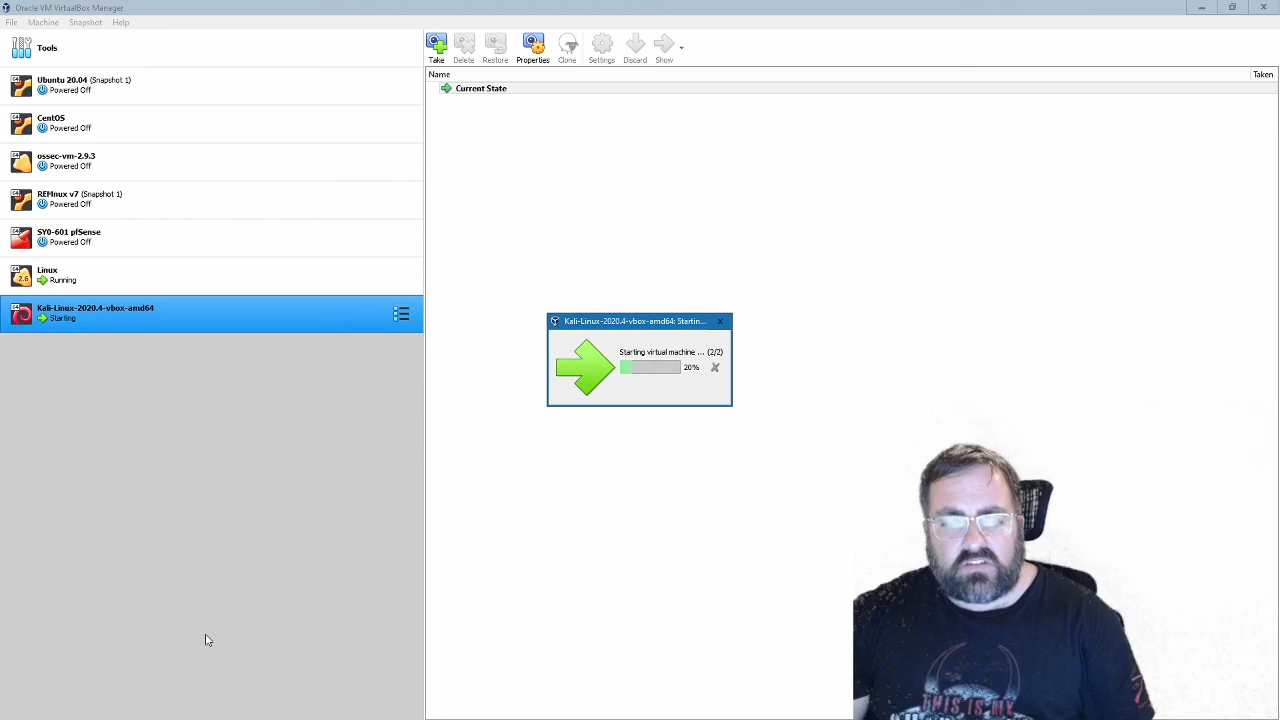 Oracle VM VirtualBox Manager
File Machine Snapshot Help
Tools
Ubuntu 20.04 (Snapshot 1)
Powered Off
CentOS
Powered Off
ossec-vm-2.9.3
Powered Off
REMnux v7 (Snapshot 1)
Powered Off
SY0-601 pfSense
Powered Off
Linux
Running
Kali-Linux-2020.4-vbox-amd64
Starting
Take Delete Restore Properties Clone Settings Discard Show
Name Taken
Current State
Kali-Linux-2020.4-vbox-amd64: Startin...
Starting virtual machine ... (2/2)
20%
THIS IS MY